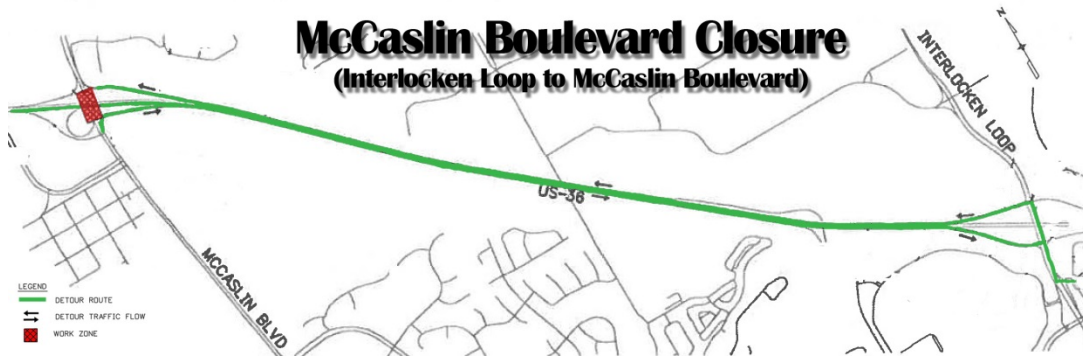 McCaslin Boulevard Closure
(Interlocken Loop to McCaslin Boulevard)
INTERLOCKEN LOOP
Z
US-36
MCCASLIN BLVD
LEGEND
DETOUR ROUTE
DETOUR TRAFFIC FLOW
WORK ZONE